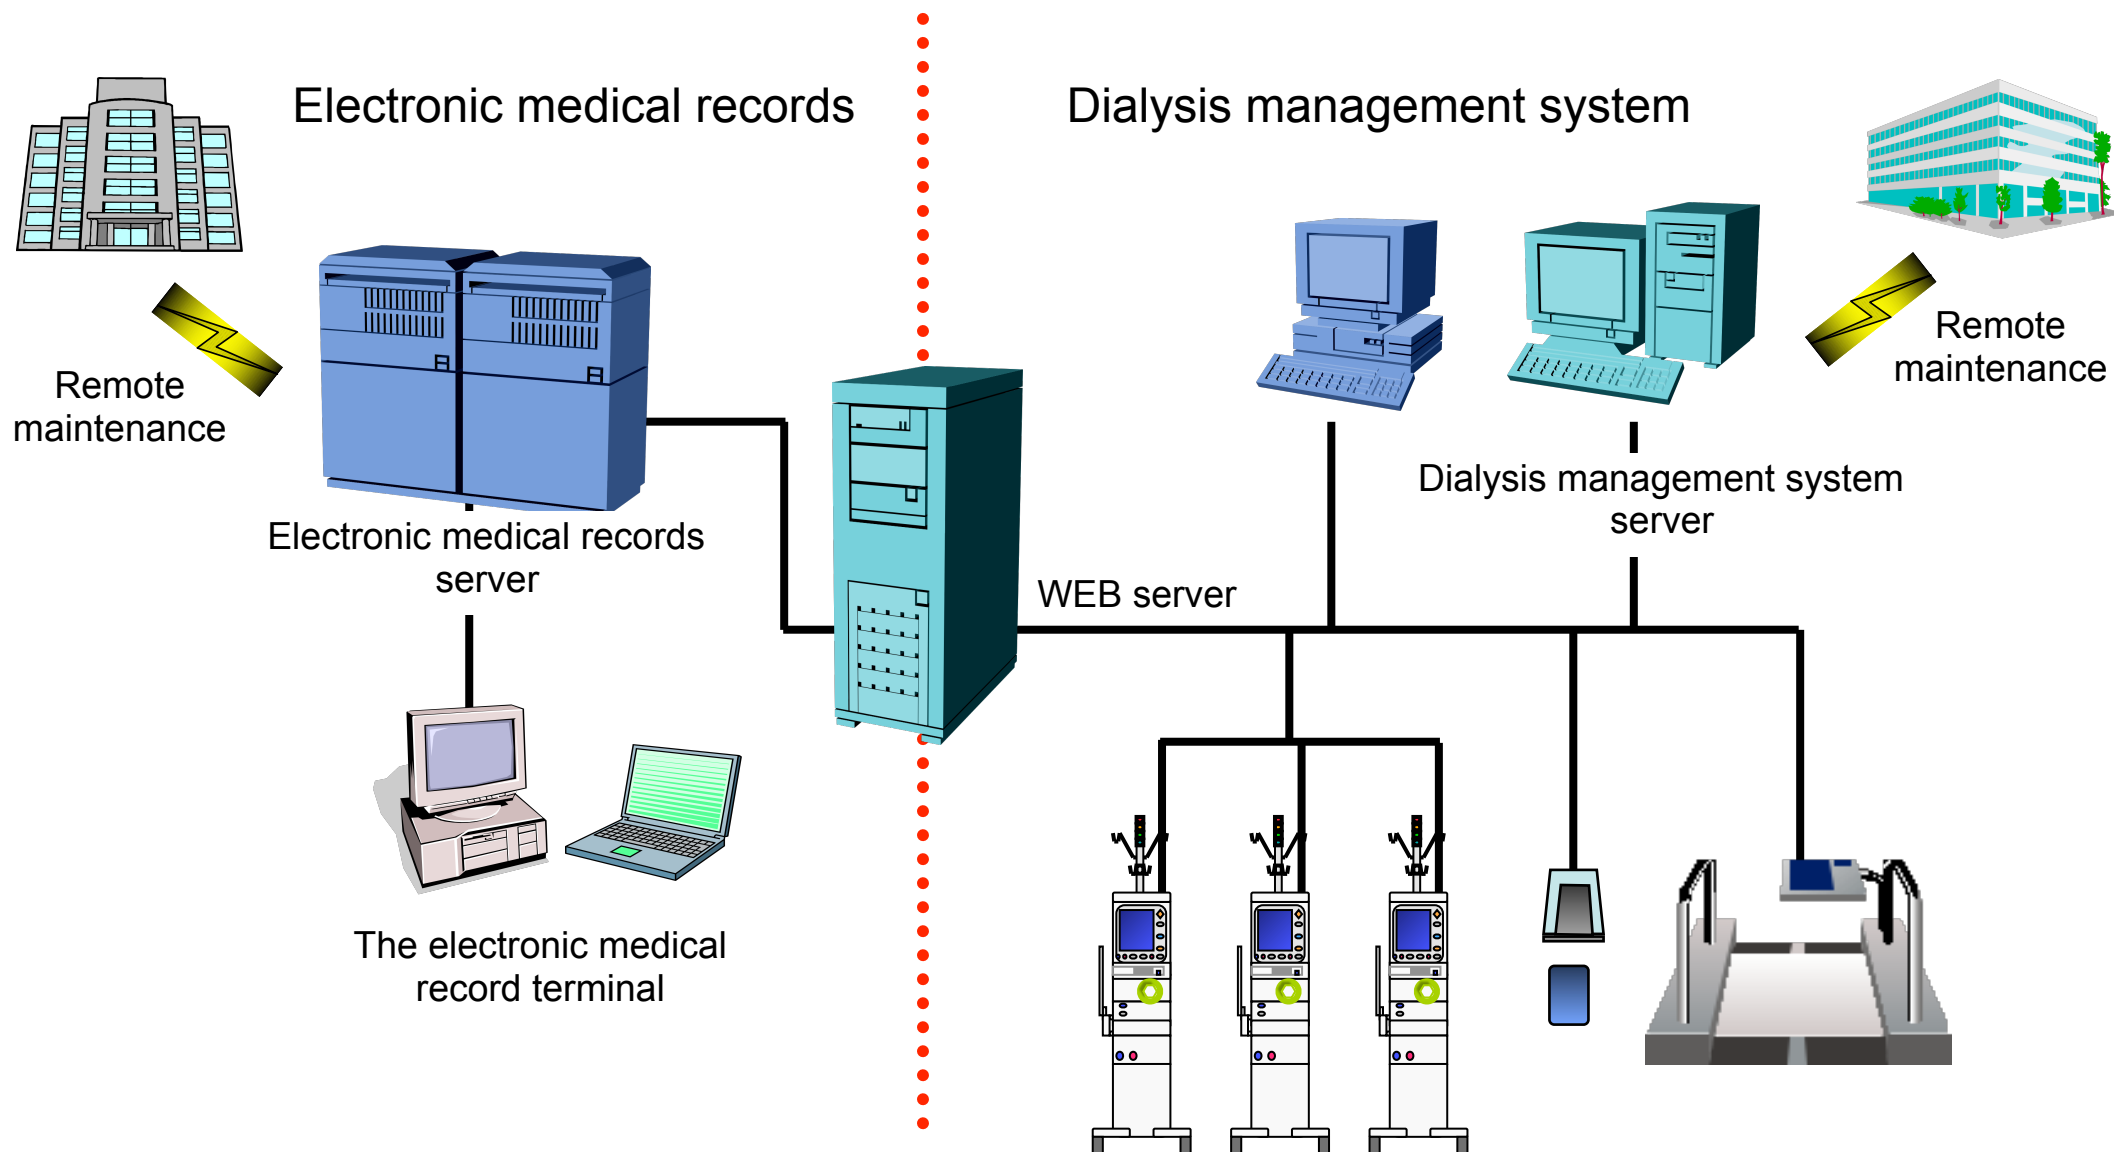 Electronic medical records
Dialysis management system
Remote
maintenance
Remote
maintenance
Dialysis management system
server
Electronic medical records
server
WEB server
The electronic medical
record terminal